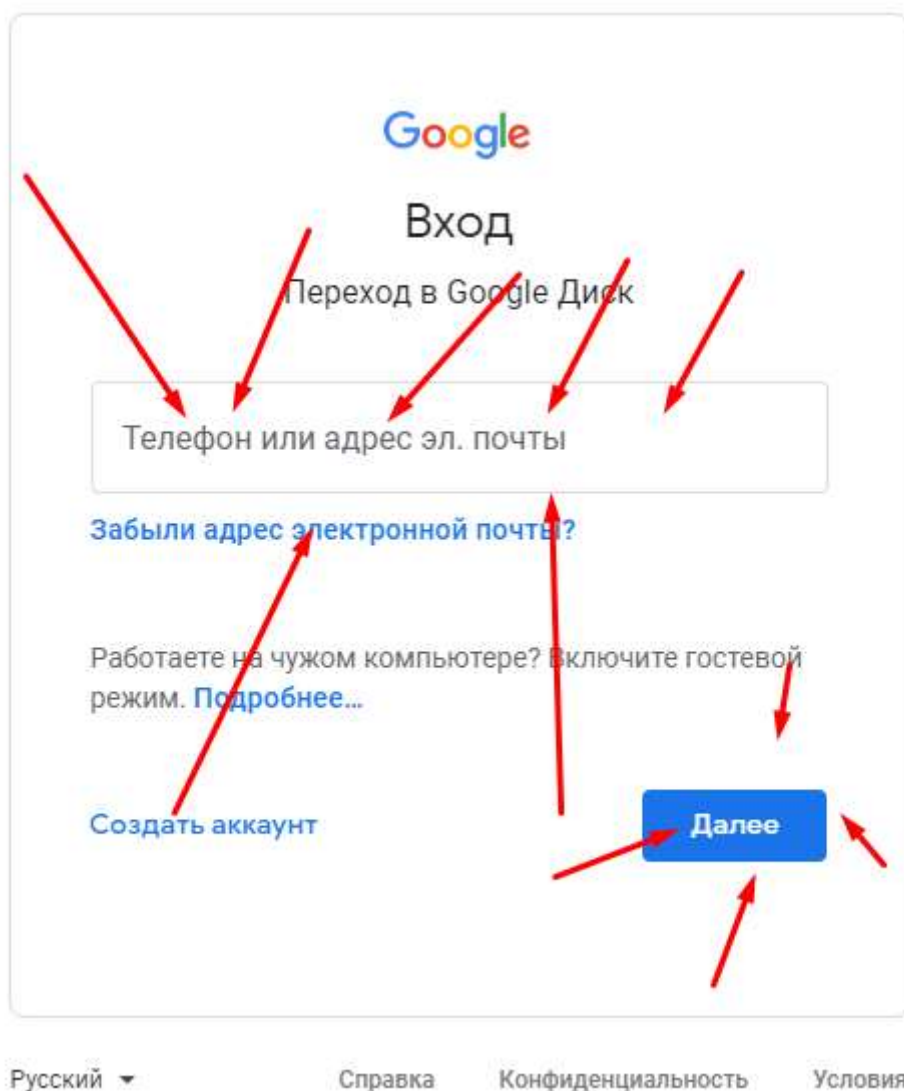 Google
Вход
Переход в Google Диск
Телефон или адрес эл. почты
Забыли адрес электронной почты?
Работаете на чужом компьютере? Включите гостевой
режим. Подробнее...
Создать аккаунт
Далее
Русский
Справка
Конфиденциальность
Условия